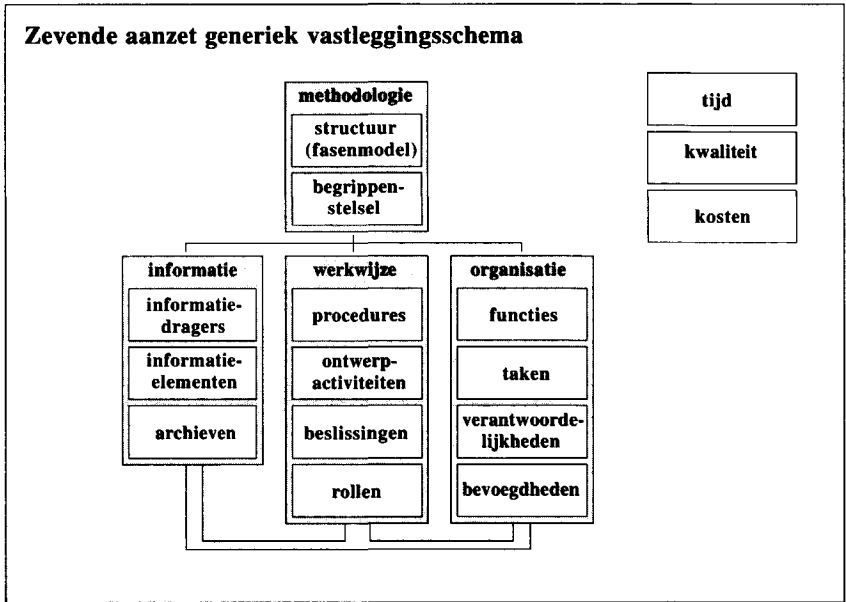 Zevende aanzet generiek vastleggingsschema
methodologie
structuur
(fasenmodel)
begrippen-
stelsel
tijd
kwaliteit
kosten
informatie
informatie-
dragers
informatie-
elementen
archieven
werkwijze
procedures
ontwerp-
activiteiten
beslissingen
rollen
organisatie
functies
taken
verantwoorde-
lijkheden
bevoegdheden